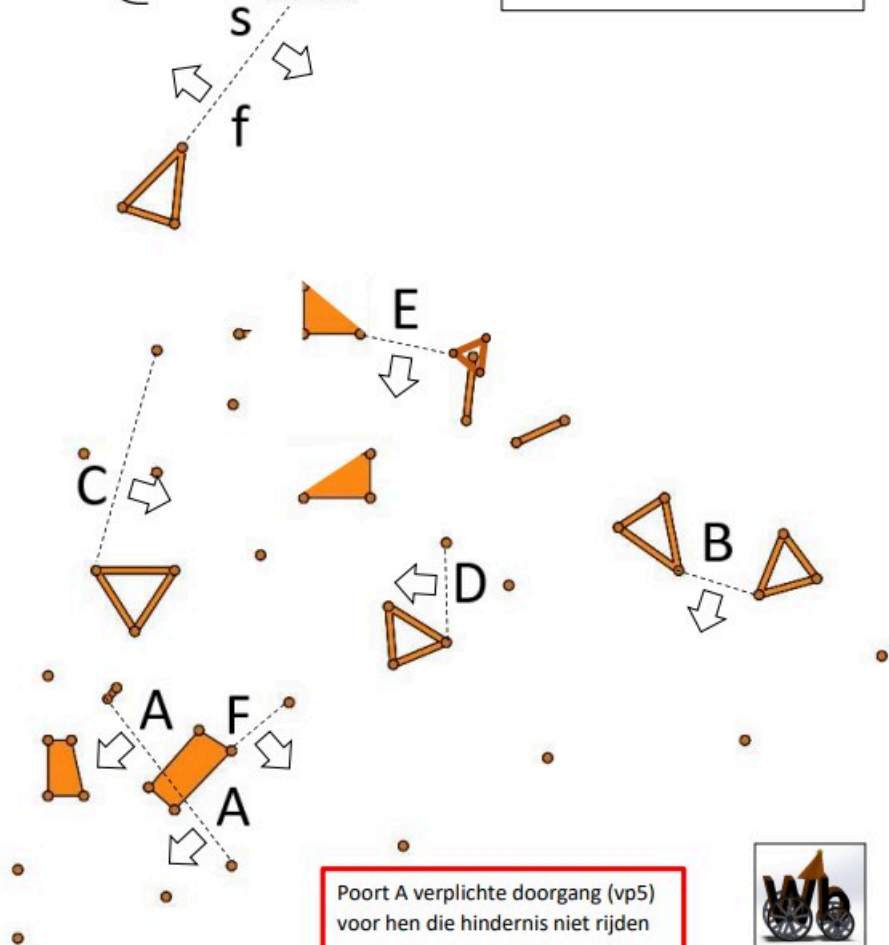 s
f
E
C
B
D
A
F
A
Poort A verplichte doorgang (vp5)
voor hen die hindernis niet rijden
Wb